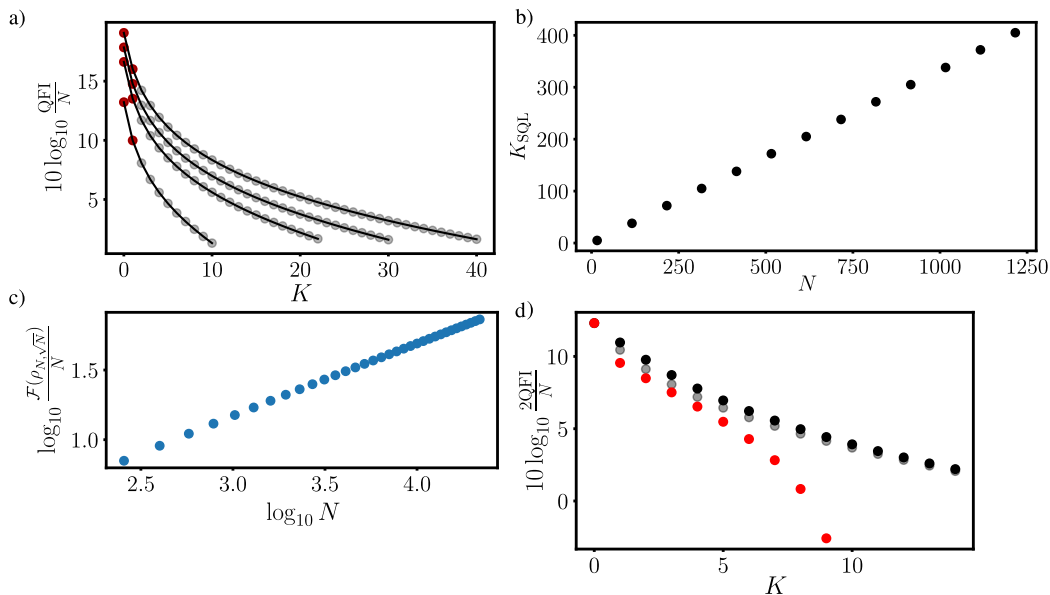 a)
10 log₁₀ QFI/N
15
10
5
0 10 20 30 40
K
b)
K_SQL
400
300
200
100
0
0 250 500 750 1000 1250
N
c)
log₁₀ 𝓕(ρ_{N,√N})/N
1.5
1.0
2.5 3.0 3.5 4.0
log₁₀ N
d)
10 log₁₀ 2QFI/N
10
5
0
0 5 10
K